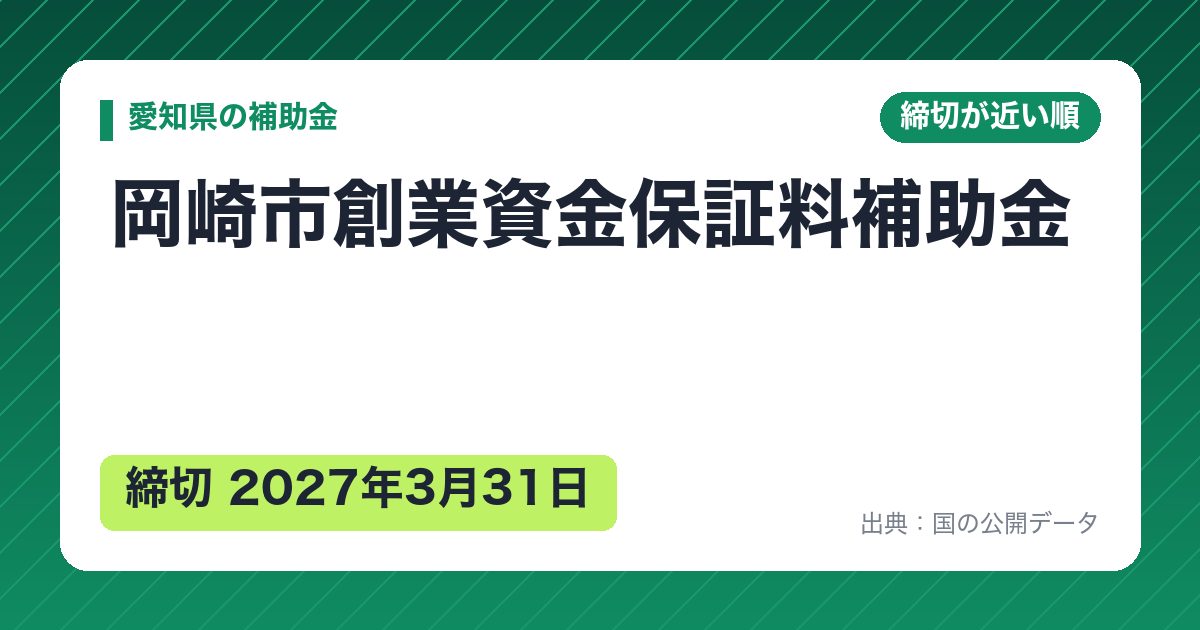 愛知県の補助金
締切が近い順
岡崎市創業資金保証料補助金
締切 2027年3月31日
出典：国の公開データ